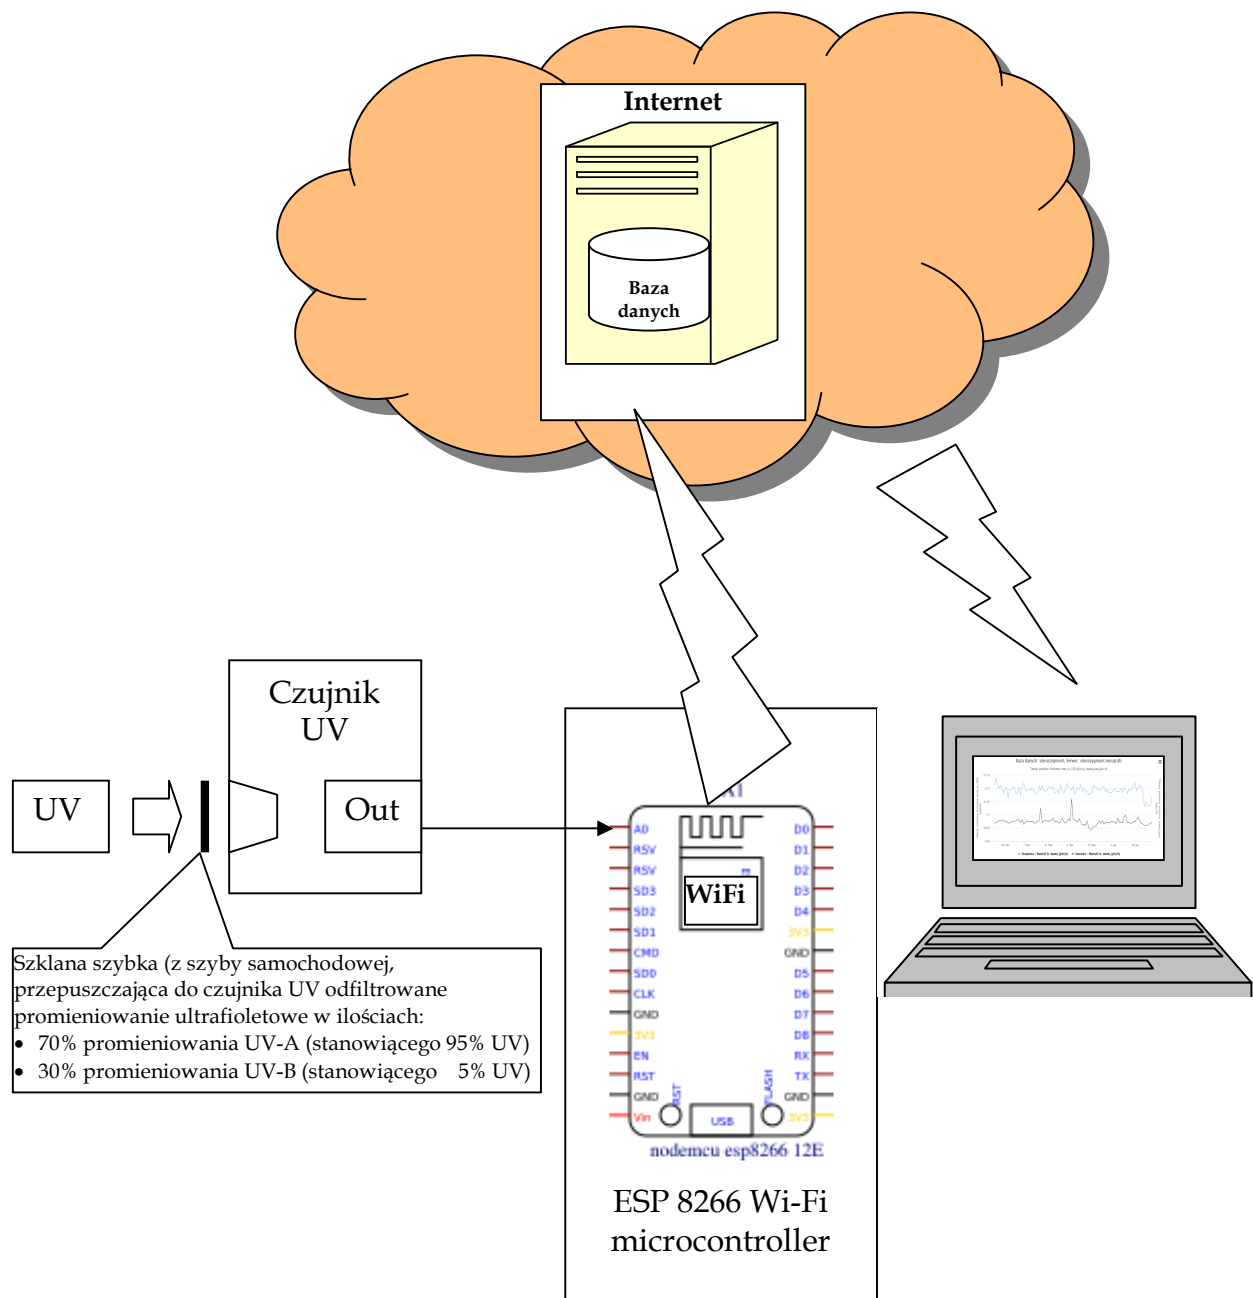 Internet
Baza
danych
Czujnik
UV
UV
Out
Szklana szybka (z szyby samochodowej,
przepuszczająca do czujnika UV odfiltrowane
promieniowanie ultrafioletowe w ilościach:
• 70% promieniowania UV-A (stanowiącego 95% UV)
• 30% promieniowania UV-B (stanowiącego 5% UV)
A0
RSV
RSV
SD3
SD2
SD1
CMD
SD0
CLK
GND
3V3
EN
RST
GND
Vin
WiFi
D0
D1
D2
D3
D4
3V3
GND
D5
D6
D7
D8
RX
TX
GND
3V3
RST
FLASH
USB
nodemcu esp8266 12E
ESP 8266 Wi-Fi
microcontroller